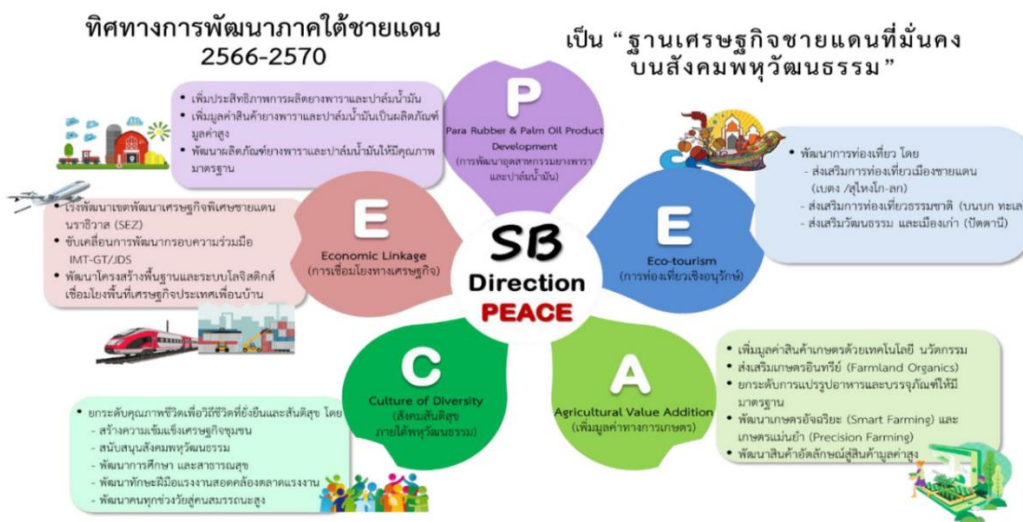 ทิศทางการพัฒนาภาคใต้ชายแดน
2566-2570
เป็น “ฐานเศรษฐกิจชายแดนที่มั่นคง
บนสังคมพหุวัฒนธรรม”
• เพิ่มประสิทธิภาพการผลิตยางพาราและปาล์มน้ำมัน
• เพิ่มมูลค่าสินค้ายางพาราและปาล์มน้ำมันเป็นผลิตภัณฑ์
มูลค่าสูง
• พัฒนาผลิตภัณฑ์ยางพาราและปาล์มน้ำมันให้มีคุณภาพ
มาตรฐาน
P
Para Rubber & Palm Oil Product
Development
(การพัฒนาอุตสาหกรรมยางพารา
และปาล์มน้ำมัน)
• พัฒนาการท่องเที่ยว โดย
- ส่งเสริมการท่องเที่ยวเมืองชายแดน
(เบตง /สุไหงโก-ลก)
- ส่งเสริมการท่องเที่ยวธรรมชาติ (บนบก ทะเล
- ส่งเสริมวัฒนธรรม และเมืองเก่า (ปัตตานี)
E
Eco-tourism
(การท่องเที่ยวเชิงอนุรักษ์)
• เร่งพัฒนาเขตพัฒนาเศรษฐกิจพิเศษชายแดน
นราธิวาส (SEZ)
• ขับเคลื่อนการพัฒนากรอบความร่วมมือ
IMT-GT/JDS
• พัฒนาโครงสร้างพื้นฐานและระบบโลจิสติกส์
เชื่อมโยงพื้นที่เศรษฐกิจประเทศเพื่อนบ้าน
E
Economic Linkage
(การเชื่อมโยงทางเศรษฐกิจ)
SB
Direction
PEACE
C
Culture of Diversity
(สังคมสันติสุข
ภายใต้พหุวัฒนธรรม)
A
Agricultural Value Addition
(เพิ่มมูลค่าทางการเกษตร)
• เพิ่มมูลค่าสินค้าเกษตรด้วยเทคโนโลยี นวัตกรรม
• ส่งเสริมเกษตรอินทรีย์ (Farmland Organics)
• ยกระดับการแปรรูปอาหารและบรรจุภัณฑ์ให้มี
มาตรฐาน
• พัฒนาเกษตรอัจฉริยะ (Smart Farming) และ
เกษตรแม่นยำ (Precision Farming)
• พัฒนาสินค้าอัตลักษณ์สู่สินค้ามูลค่าสูง
• ยกระดับคุณภาพชีวิตเพื่อวิถีชีวิตที่ยั่งยืนและสันติสุข โดย
- สร้างความเข้มแข็งเศรษฐกิจชุมชน
- สนับสนุนสังคมพหุวัฒนธรรม
- พัฒนาการศึกษา และสาธารณสุข
- พัฒนาทักษะฝีมือแรงงานสอดคล้องตลาดแรงงาน
- พัฒนาคนทุกช่วงวัยสู่คนสมรรถนะสูง